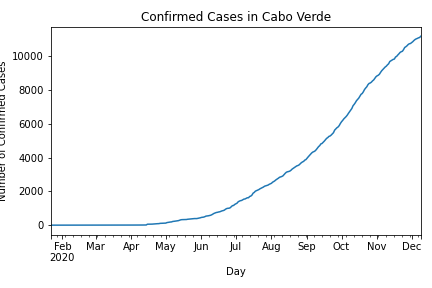 Confirmed Cases in Cabo Verde
Number of Confirmed Cases
10000
8000
6000
4000
2000
0
Feb Mar Apr May Jun Jul Aug Sep Oct Nov Dec
2020
Day